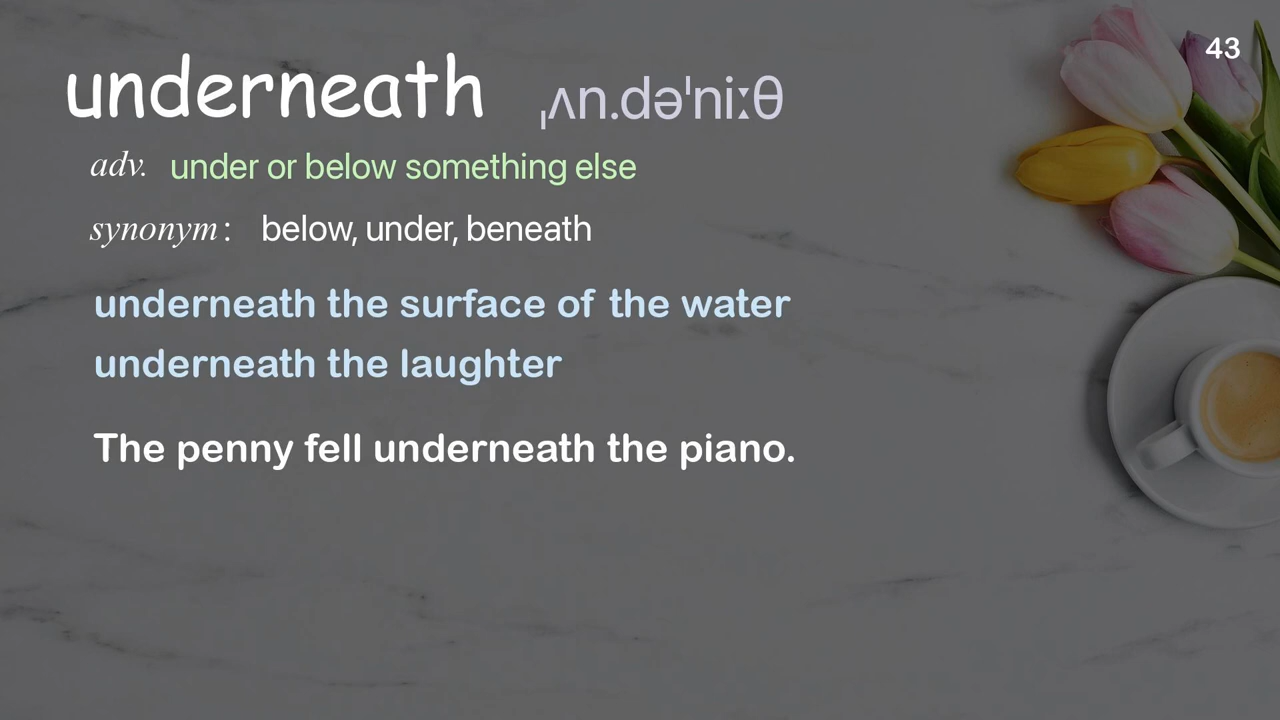 43
underneath ˌʌn.dəˈniːθ
adv. under or below something else
synonym: below, under, beneath
underneath the surface of the water
underneath the laughter
The penny fell underneath the piano.